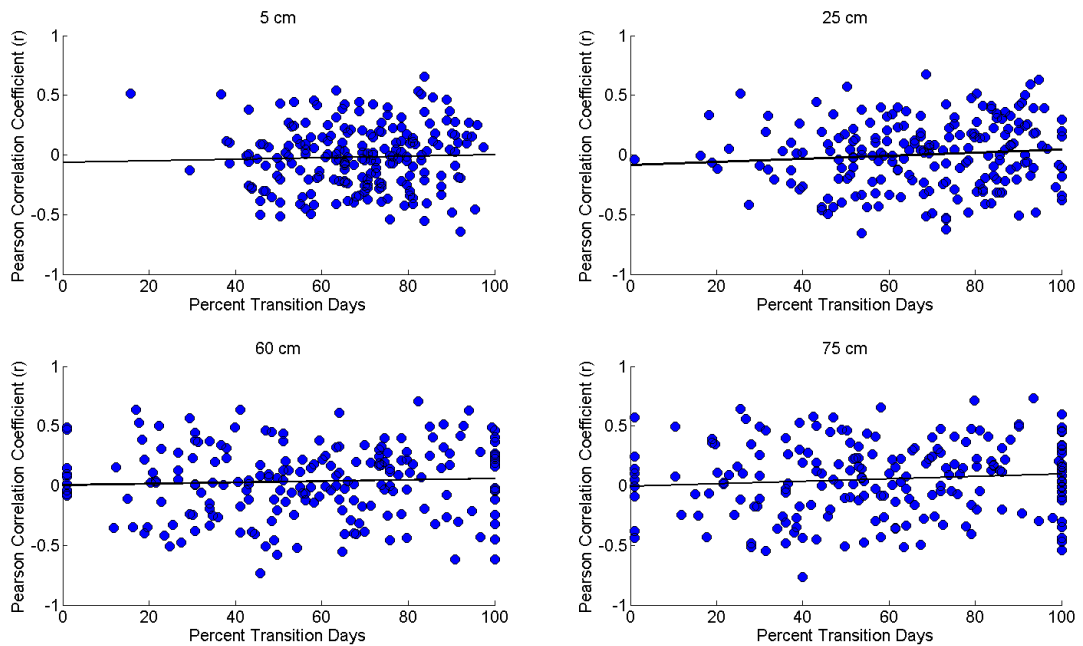 5 cm
Pearson Correlation Coefficient (r)
1
0.5
0
-0.5
-1
0 20 40 60 80 100
Percent Transition Days
25 cm
Pearson Correlation Coefficient (r)
1
0.5
0
-0.5
-1
0 20 40 60 80 100
Percent Transition Days
60 cm
Pearson Correlation Coefficient (r)
1
0.5
0
-0.5
-1
0 20 40 60 80 100
Percent Transition Days
75 cm
Pearson Correlation Coefficient (r)
1
0.5
0
-0.5
-1
0 20 40 60 80 100
Percent Transition Days